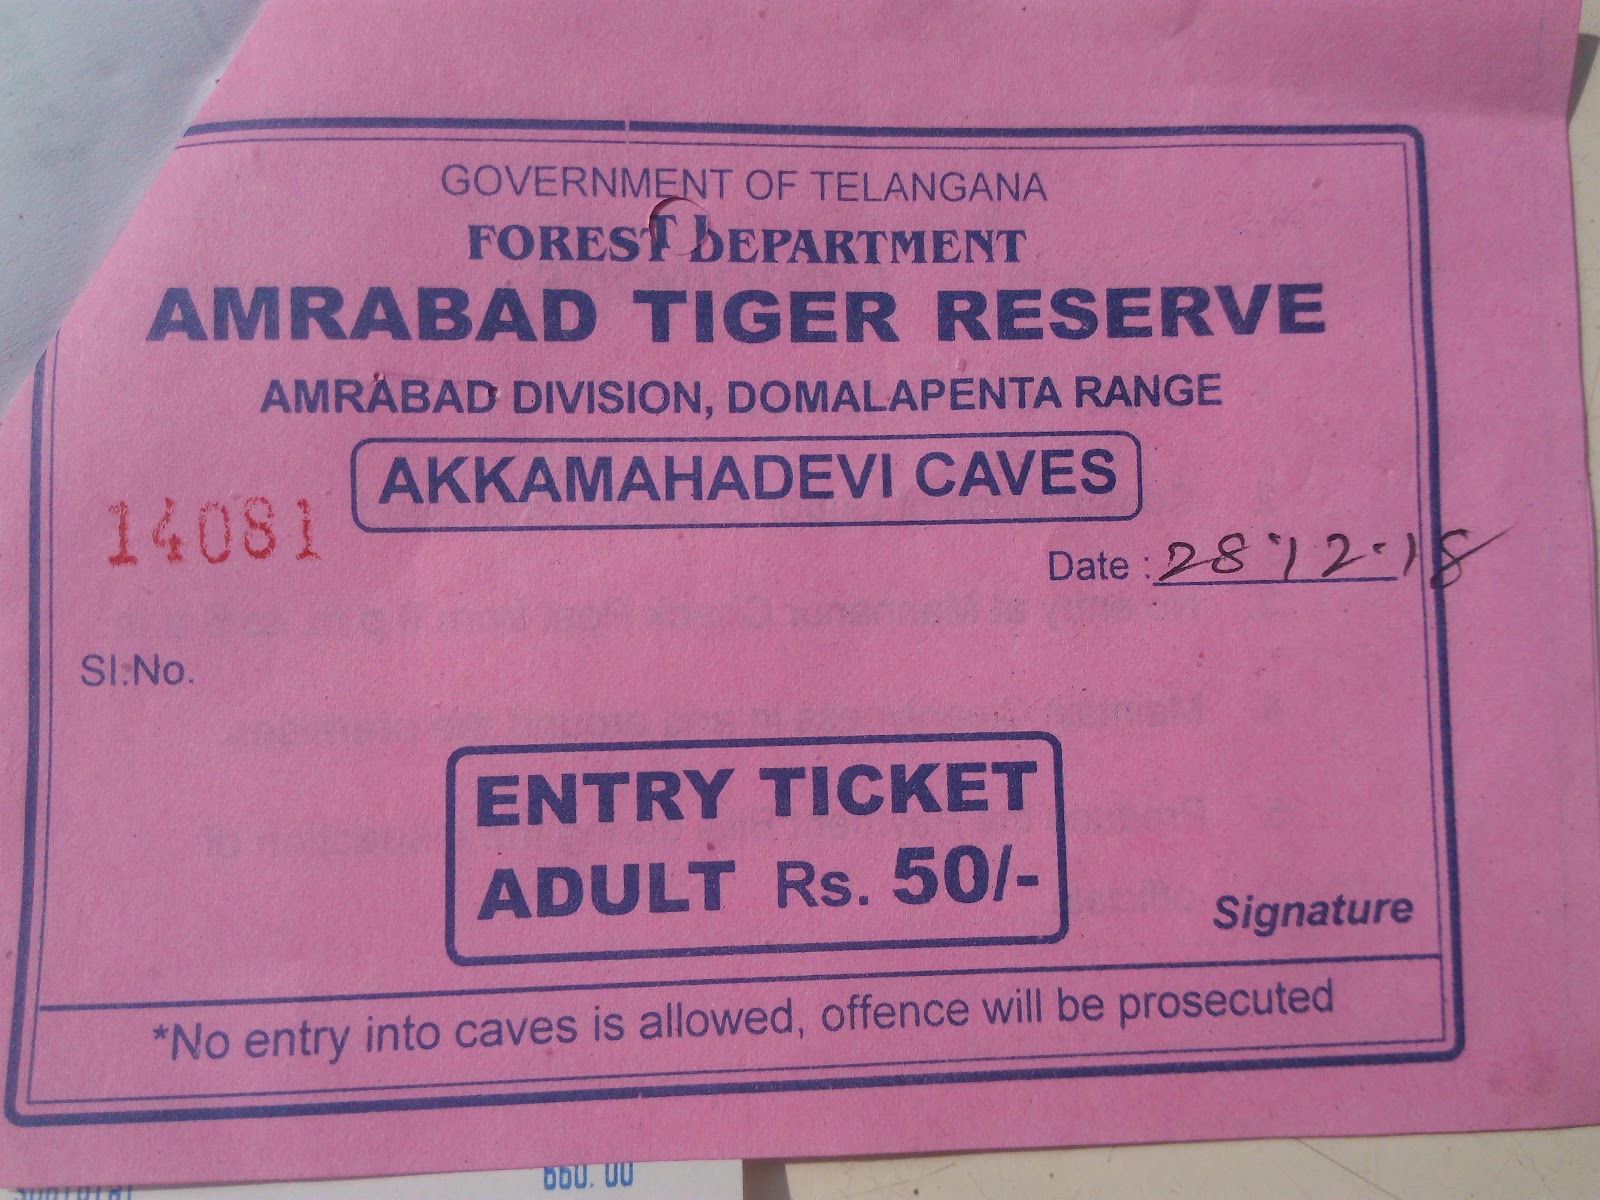 GOVERNMENT OF TELANGANA
FOREST DEPARTMENT
AMRABAD TIGER RESERVE
AMRABAD DIVISION, DOMALAPENTA RANGE
AKKAMAHADEVI CAVES
14081
Date : 28.12.18
Sl.No.
ENTRY TICKET
ADULT Rs. 50/-
Signature
*No entry into caves is allowed, offence will be prosecuted
660.00